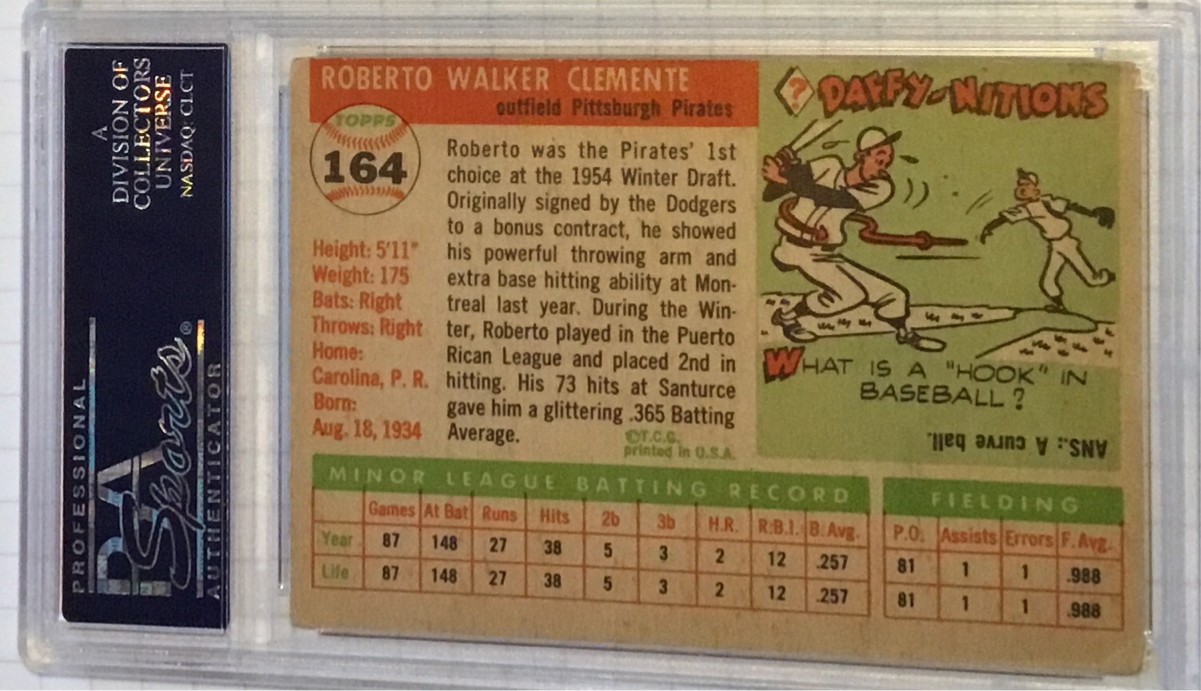 A
DIVISION OF
COLLECTORS
UNIVERSE
NASDAQ: CLCT
PROFESSIONAL
PSA
Sports®
AUTHENTICATOR
ROBERTO WALKER CLEMENTE
outfield Pittsburgh Pirates
TOPPS
164
Height: 5'11"
Weight: 175
Bats: Right
Throws: Right
Home:
Carolina, P. R.
Born:
Aug. 18, 1934
Roberto was the Pirates' 1st
choice at the 1954 Winter Draft.
Originally signed by the Dodgers
to a bonus contract, he showed
his powerful throwing arm and
extra base hitting ability at Mon-
treal last year. During the Win-
ter, Roberto played in the Puerto
Rican League and placed 2nd in
hitting. His 73 hits at Santurce
gave him a glittering .365 Batting
Average.
©T.C.G.
printed in U.S.A.
? DAFFY-NITIONS
WHAT IS A "HOOK" IN
BASEBALL?
ANS.: A curve ball.
MINOR LEAGUE BATTING RECORD
Games At Bat Runs Hits 2b 3b H.R. R.B.I. B. Avg.
Year 87 148 27 38 5 3 2 12 .257
Life 87 148 27 38 5 3 2 12 .257
FIELDING
P.O. Assists Errors F. Avg.
81 1 1 .988
81 1 1 .988